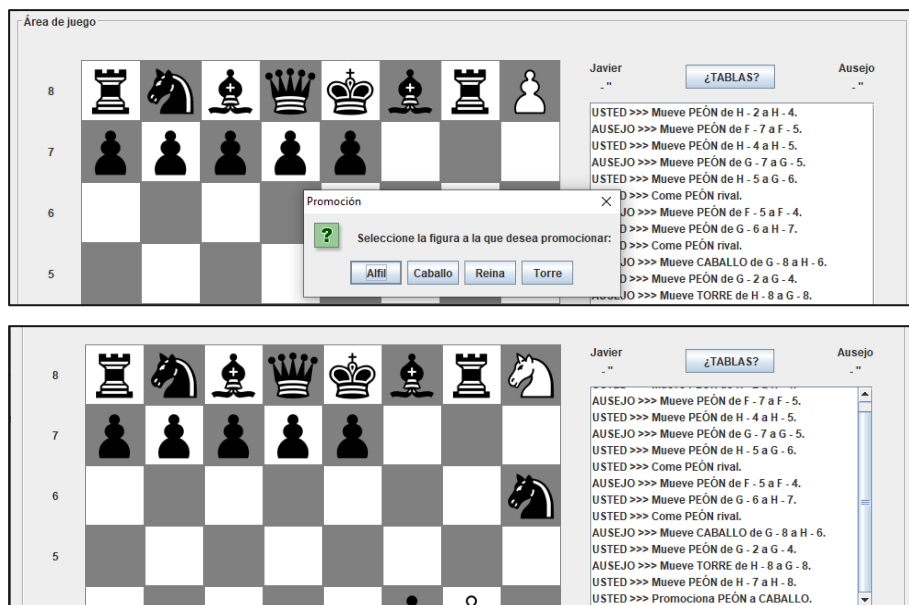 Área de juego
Javier
- "
¿TABLAS?
Ausejo
- "
8
7
6
5
USTED >>> Mueve PEÓN de H - 2 a H - 4.
AUSEJO >>> Mueve PEÓN de F - 7 a F - 5.
USTED >>> Mueve PEÓN de H - 4 a H - 5.
AUSEJO >>> Mueve PEÓN de G - 7 a G - 5.
USTED >>> Mueve PEÓN de H - 5 a G - 6.
D >>> Come PEÓN rival.
JO >>> Mueve PEÓN de F - 5 a F - 4.
D >>> Mueve PEÓN de G - 6 a H - 7.
D >>> Come PEÓN rival.
JO >>> Mueve CABALLO de G - 8 a H - 6.
D >>> Mueve PEÓN de G - 2 a G - 4.
AUSEJO >>> Mueve TORRE de H - 8 a G - 8.
Promoción
Seleccione la figura a la que desea promocionar:
Alfil
Caballo
Reina
Torre
Javier
- "
¿TABLAS?
Ausejo
- "
8
7
6
5
AUSEJO >>> Mueve PEÓN de F - 7 a F - 5.
USTED >>> Mueve PEÓN de H - 4 a H - 5.
AUSEJO >>> Mueve PEÓN de G - 7 a G - 5.
USTED >>> Mueve PEÓN de H - 5 a G - 6.
USTED >>> Come PEÓN rival.
AUSEJO >>> Mueve PEÓN de F - 5 a F - 4.
USTED >>> Mueve PEÓN de G - 6 a H - 7.
USTED >>> Come PEÓN rival.
AUSEJO >>> Mueve CABALLO de G - 8 a H - 6.
USTED >>> Mueve PEÓN de G - 2 a G - 4.
AUSEJO >>> Mueve TORRE de H - 8 a G - 8.
USTED >>> Mueve PEÓN de H - 7 a H - 8.
USTED >>> Promociona PEÓN a CABALLO.